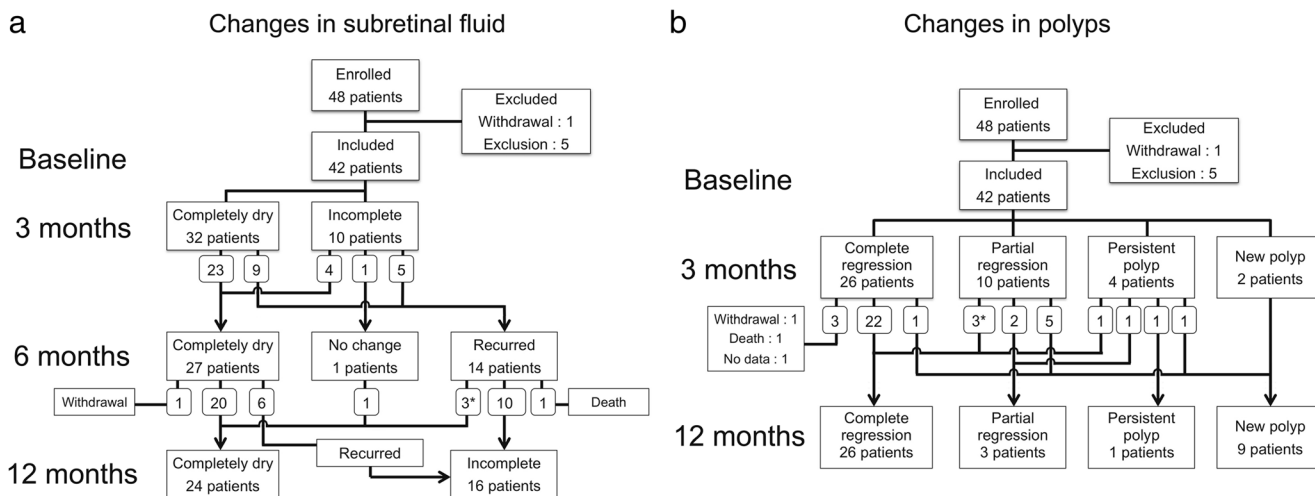 a
Changes in subretinal fluid
Enrolled
48 patients
Excluded
Withdrawal : 1
Exclusion : 5
Included
42 patients
Baseline
3 months
Completely dry
32 patients
Incomplete
10 patients
23
9
4
1
5
6 months
Completely dry
27 patients
No change
1 patients
Recurred
14 patients
Withdrawal
1
20
6
1
3*
10
1
Death
Recurred
12 months
Completely dry
24 patients
Incomplete
16 patients
b
Changes in polyps
Enrolled
48 patients
Excluded
Withdrawal : 1
Exclusion : 5
Included
42 patients
Baseline
3 months
Complete
regression
26 patients
Partial
regression
10 patients
Persistent
polyp
4 patients
New polyp
2 patients
Withdrawal : 1
Death : 1
No data : 1
3
22
1
3*
2
5
1
1
1
1
12 months
Complete
regression
26 patients
Partial
regression
3 patients
Persistent
polyp
1 patients
New polyp
9 patients